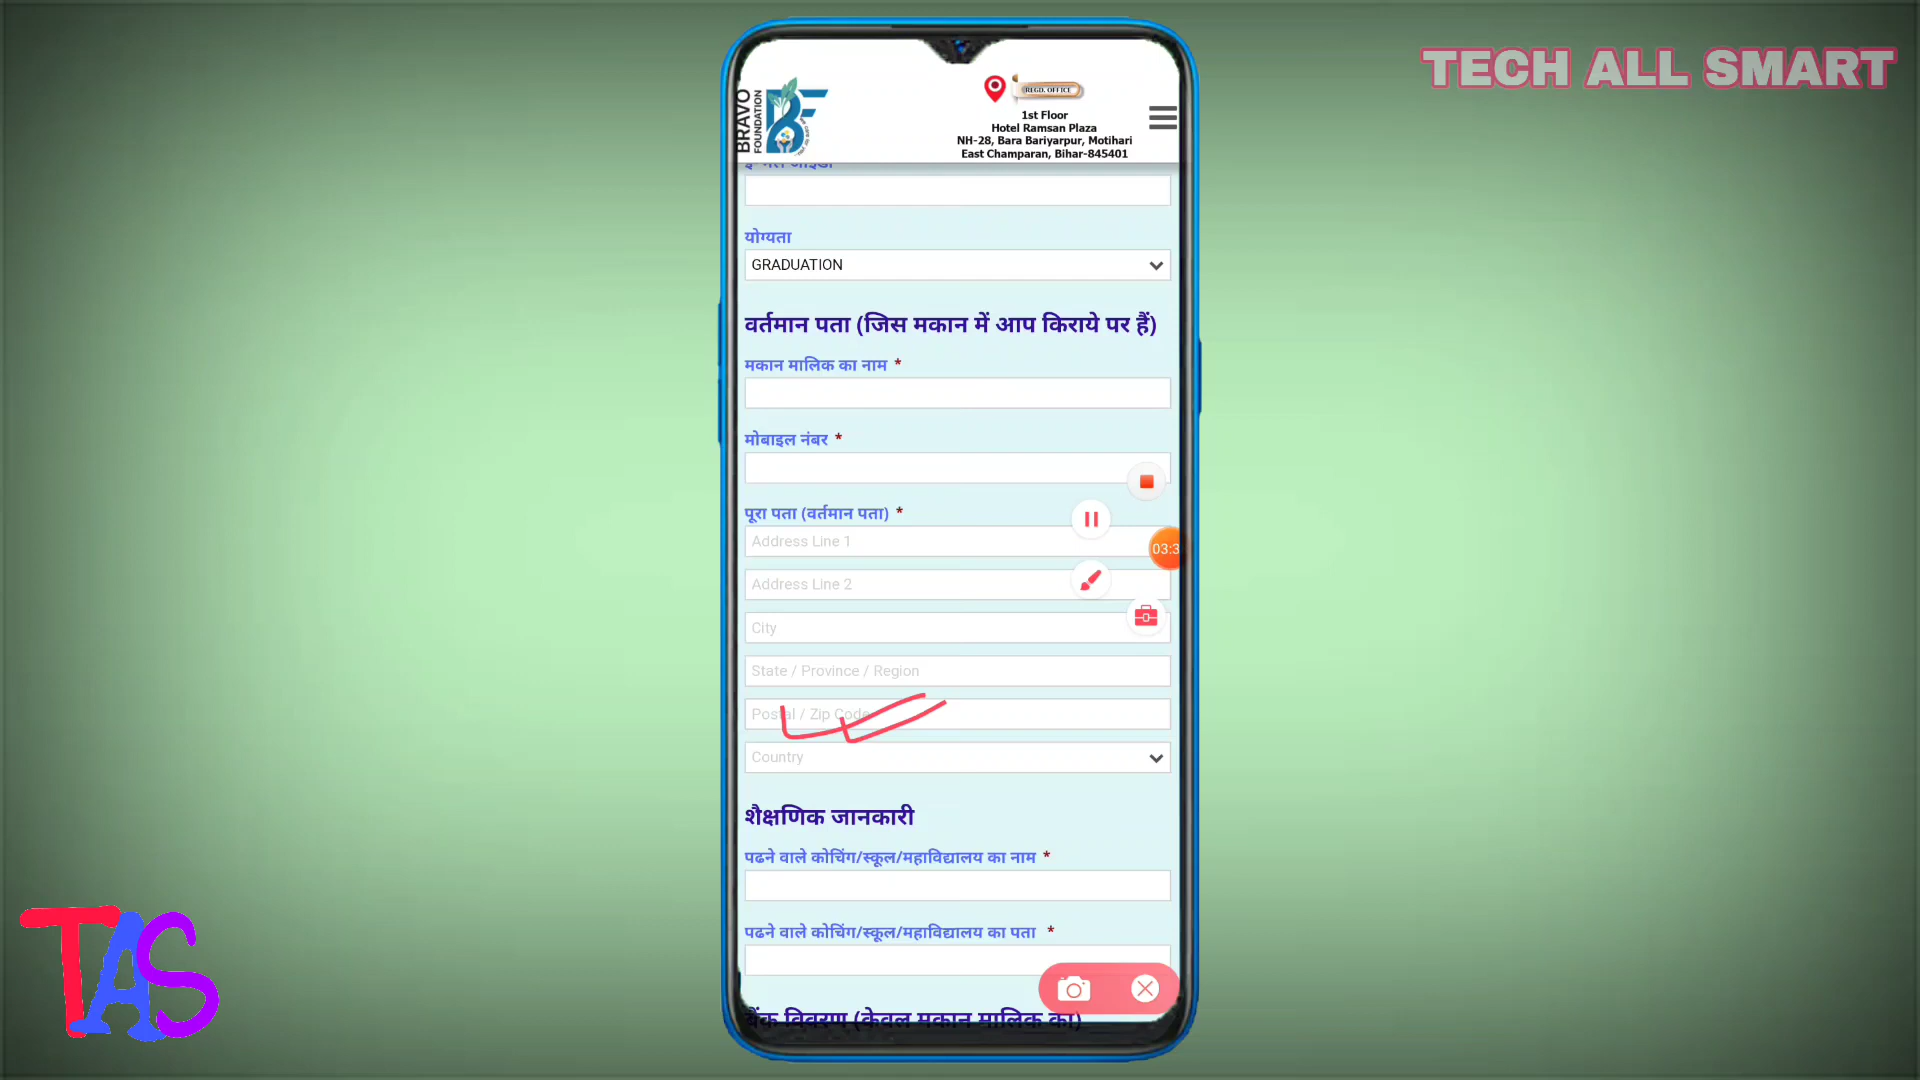 TECH ALL SMART
BRAVO
FOUNDATION
REGD. OFFICE
1st Floor
Hotel Ramsan Plaza
NH-28, Bara Bariyarpur, Motihari
East Champaran, Bihar-845401
योग्यता
GRADUATION
वर्तमान पता (जिस मकान में आप किराये पर हैं)
मकान मालिक का नाम *
मोबाइल नंबर *
पूरा पता (वर्तमान पता) *
Address Line 1
03:3
Address Line 2
City
State / Province / Region
Postal / Zip Code
Country
शैक्षणिक जानकारी
पढने वाले कोचिंग/स्कूल/महाविद्यालय का नाम *
पढने वाले कोचिंग/स्कूल/महाविद्यालय का पता *
बैंक विवरण (केवल मकान मालिक का)
TAS